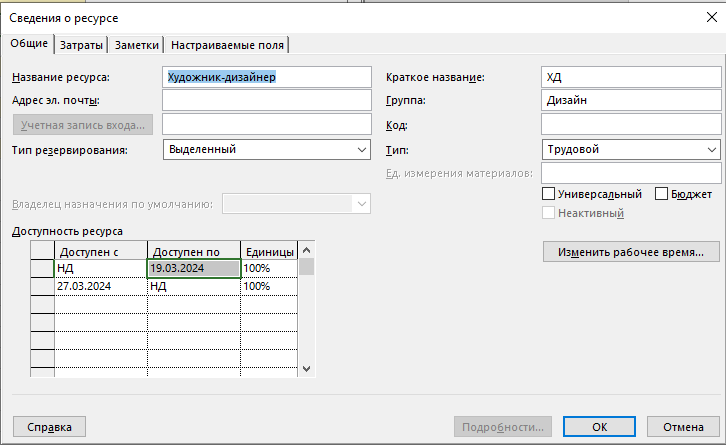 Сведения о ресурсе
Общие Затраты Заметки Настраиваемые поля
Название ресурса: Художник-дизайнер Краткое название: ХД
Адрес эл. почты: Группа: Дизайн
Учетная запись входа... Код:
Тип резервирования: Выделенный Тип: Трудовой
Ед. измерения материалов:
Владелец назначения по умолчанию: Универсальный Бюджет
Неактивный
Доступность ресурса
Доступен с Доступен по Единицы Изменить рабочее время...
НД 19.03.2024 100%
27.03.2024 НД 100%
Справка Подробности... ОК Отмена